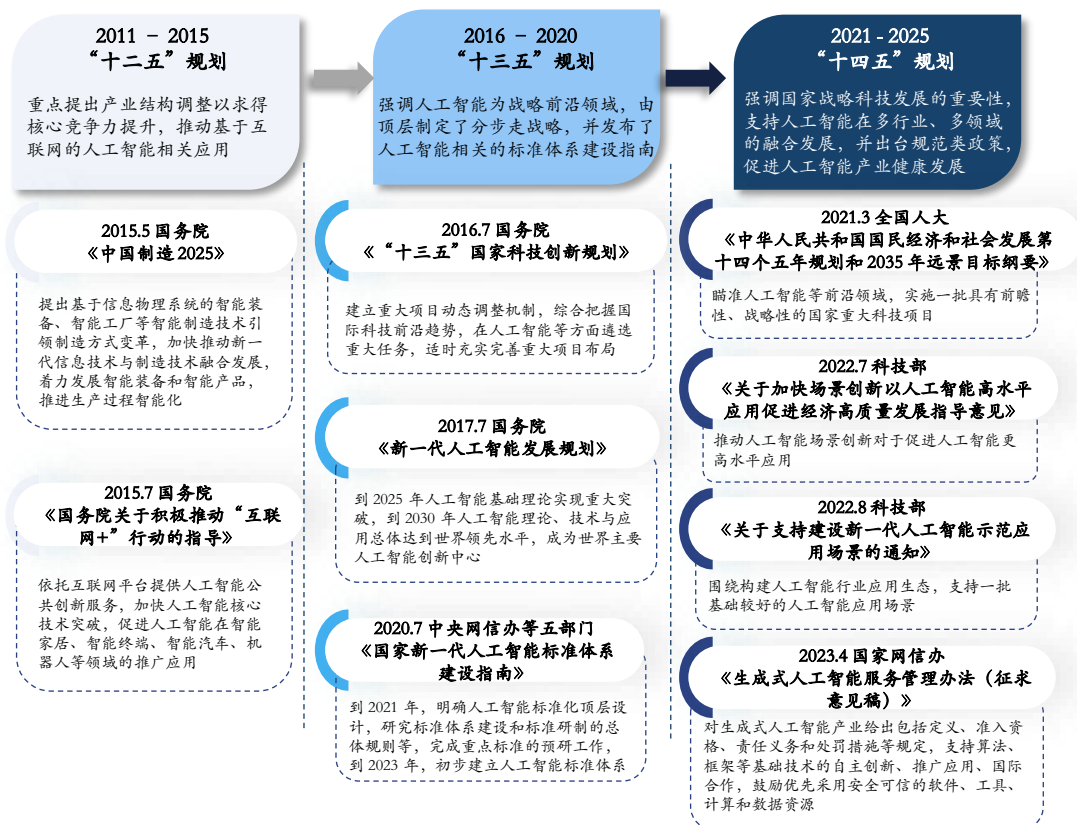 2011 – 2015
“十二五”规划
重点提出产业结构调整以求得
核心竞争力提升，推动基于互
联网的人工智能相关应用
2015.5 国务院
《中国制造 2025》
提出基于信息物理系统的智能装
备、智能工厂等智能制造技术引
领制造方式变革，加快推动新一
代信息技术与制造技术融合发展，
着力发展智能装备和智能产品，
推进生产过程智能化
2015.7 国务院
《国务院关于积极推动“互联
网+”行动的指导》
依托互联网平台提供人工智能公
共创新服务，加快人工智能核心
技术突破，促进人工智能在智能
家居、智能终端、智能汽车、机
器人等领域的推广应用
2016 – 2020
“十三五”规划
强调人工智能为战略前沿领域，由
顶层制定了分步走战略，并发布了
人工智能相关的标准体系建设指南
2016.7 国务院
《“十三五”国家科技创新规划》
建立重大项目动态调整机制，综合把握国
际科技前沿趋势，在人工智能等方面遴选
重大任务，适时充实完善重大项目布局
2017.7 国务院
《新一代人工智能发展规划》
到 2025 年人工智能基础理论实现重大突
破，到 2030 年人工智能理论、技术与应
用总体达到世界领先水平，成为世界主要
人工智能创新中心
2020.7 中央网信办等五部门
《国家新一代人工智能标准体系
建设指南》
到 2021 年，明确人工智能标准化顶层设
计，研究标准体系建设和标准研制的总
体规则等，完成重点标准的预研工作，
到 2023 年，初步建立人工智能标准体系
2021 - 2025
“十四五”规划
强调国家战略科技发展的重要性，
支持人工智能在多行业、多领域
的融合发展，并出台规范类政策，
促进人工智能产业健康发展
2021.3 全国人大
《中华人民共和国国民经济和社会发展第
十四个五年规划和 2035 年远景目标纲要》
瞄准人工智能等前沿领域，实施一批具有前瞻
性、战略性的国家重大科技项目
2022.7 科技部
《关于加快场景创新以人工智能高水平
应用促进经济高质量发展指导意见》
推动人工智能场景创新对于促进人工智能更
高水平应用
2022.8 科技部
《关于支持建设新一代人工智能示范应
用场景的通知》
围绕构建人工智能行业应用生态，支持一批
基础较好的人工智能应用场景
2023.4 国家网信办
《生成式人工智能服务管理办法（征求
意见稿）》
对生成式人工智能产业给出包括定义、准入资
格、责任义务和处罚措施等规定，支持算法、
框架等基础技术的自主创新、推广应用、国际
合作，鼓励优先采用安全可信的软件、工具、
计算和数据资源